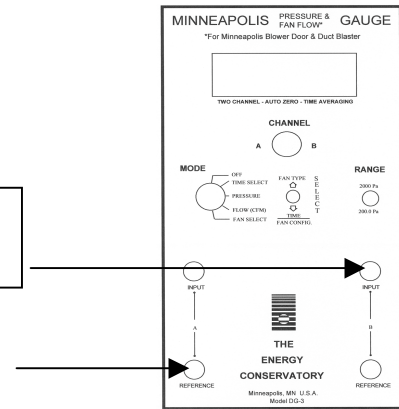 MINNEAPOLIS PRESSURE & FAN FLOW* GAUGE
*For Minneapolis Blower Door & Duct Blaster
TWO CHANNEL - AUTO ZERO - TIME AVERAGING
CHANNEL
A B
MODE
OFF
TIME SELECT
PRESSURE
FLOW (CFM)
FAN SELECT
FAN TYPE
TIME
FAN CONFIG.
SELECT
RANGE
2000 Pa
200.0 Pa
INPUT
INPUT
A
B
REFERENCE
REFERENCE
THE
ENERGY
CONSERVATORY
Minneapolis, MN U.S.A.
Model DG-3